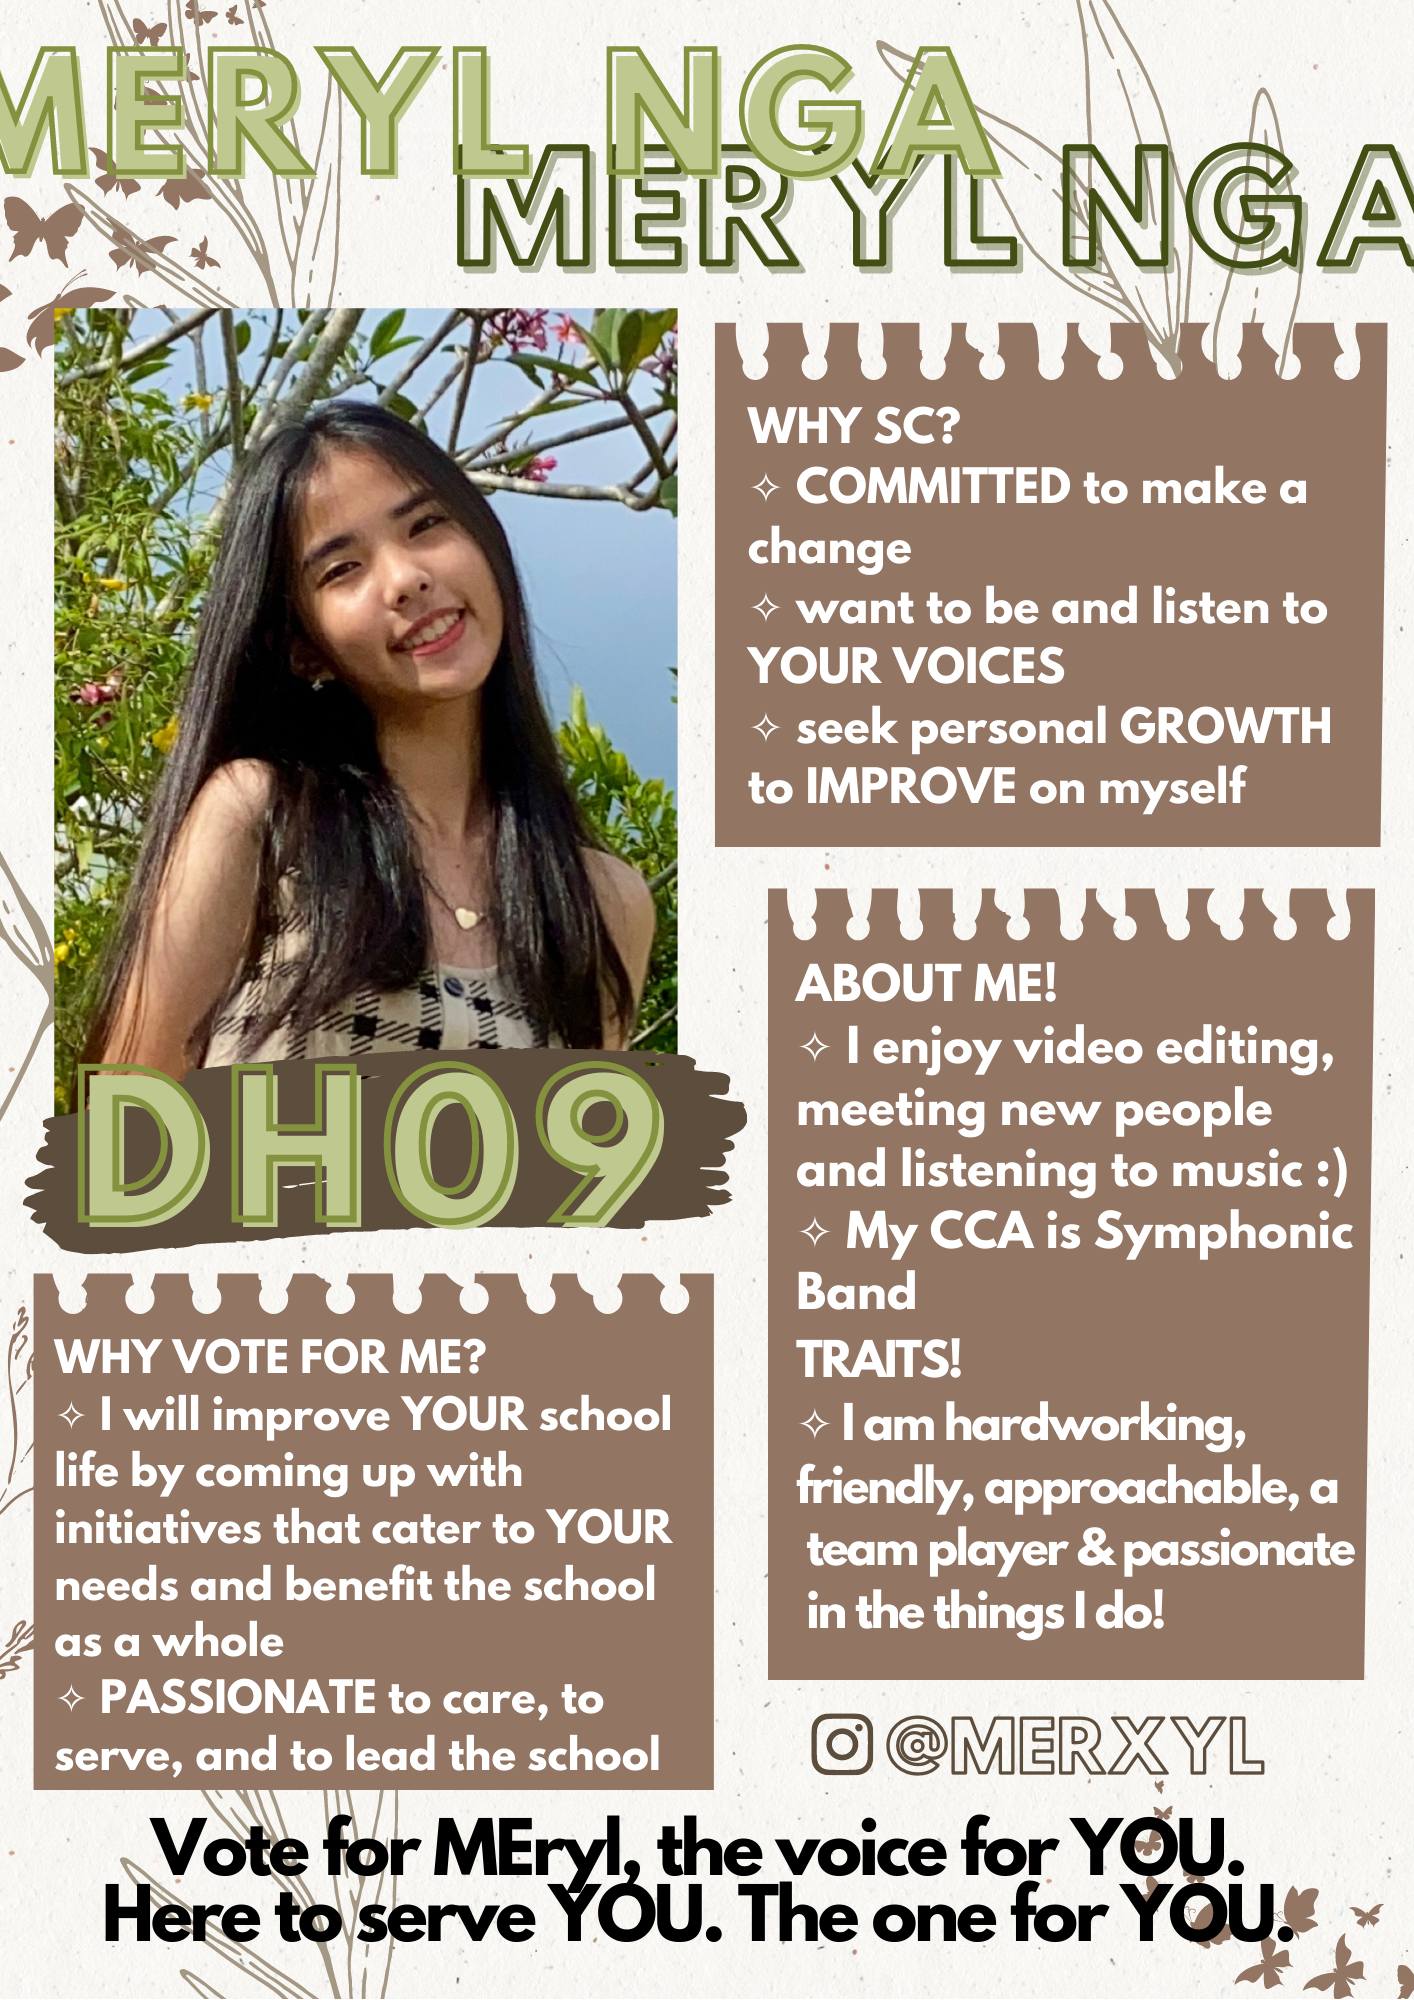 MERYL NGA
MERYL NGA
WHY SC?
✧ COMMITTED to make a
change
✧ want to be and listen to
YOUR VOICES
✧ seek personal GROWTH
to IMPROVE on myself
ABOUT ME!
✧ I enjoy video editing,
meeting new people
and listening to music :)
✧ My CCA is Symphonic
Band
TRAITS!
✧ I am hardworking,
friendly, approachable, a
team player & passionate
in the things I do!
DH09
WHY VOTE FOR ME?
✧ I will improve YOUR school
life by coming up with
initiatives that cater to YOUR
needs and benefit the school
as a whole
✧ PASSIONATE to care, to
serve, and to lead the school
@MERXYL
Vote for MEryl, the voice for YOU.
Here to serve YOU. The one for YOU.